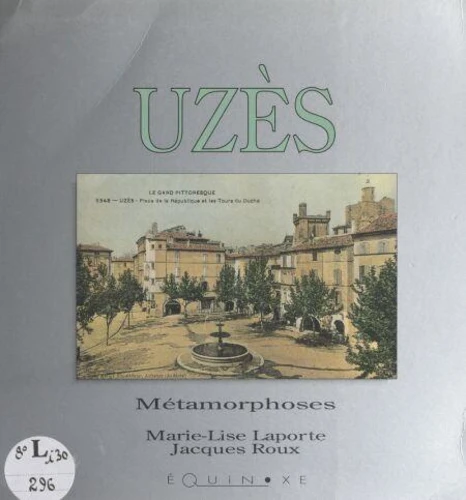 UZÈS
LE GARD PITTORESQUE
UZÈS - Place de la République et les Tours du Duché
Métamorphoses
Marie-Lise Laporte
Jacques Roux
ÉQUINOXE
8° L i30
296